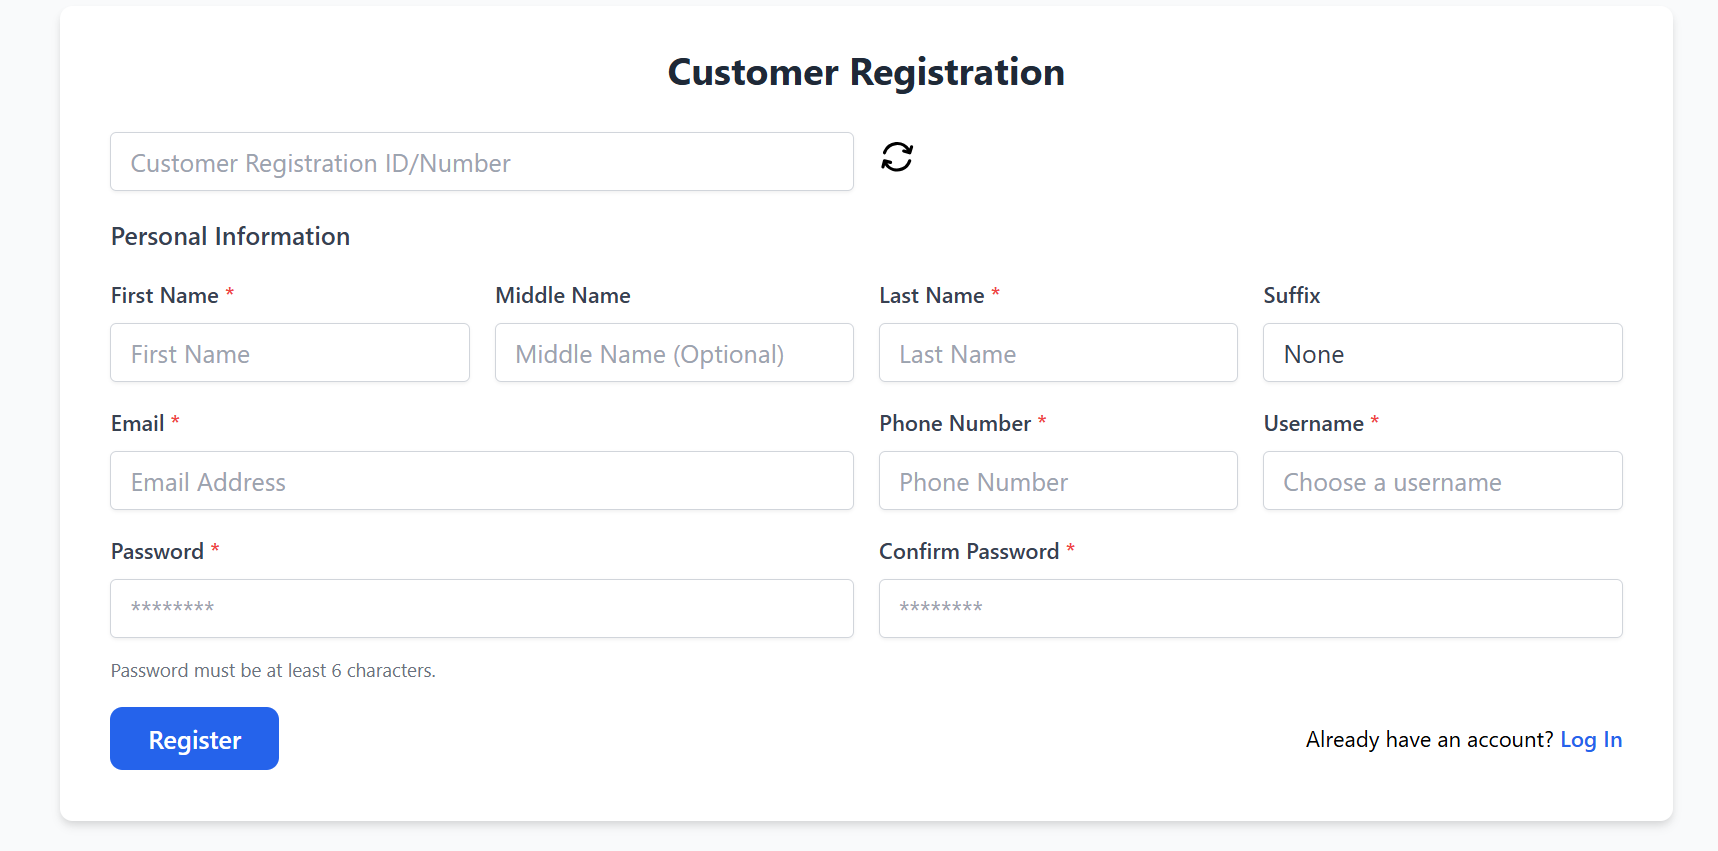 Customer Registration
Customer Registration ID/Number
Personal Information
First Name * Middle Name Last Name * Suffix
First Name Middle Name (Optional) Last Name None
Email * Phone Number * Username *
Email Address Phone Number Choose a username
Password * Confirm Password *
******** ********
Password must be at least 6 characters.
Register Already have an account? Log In